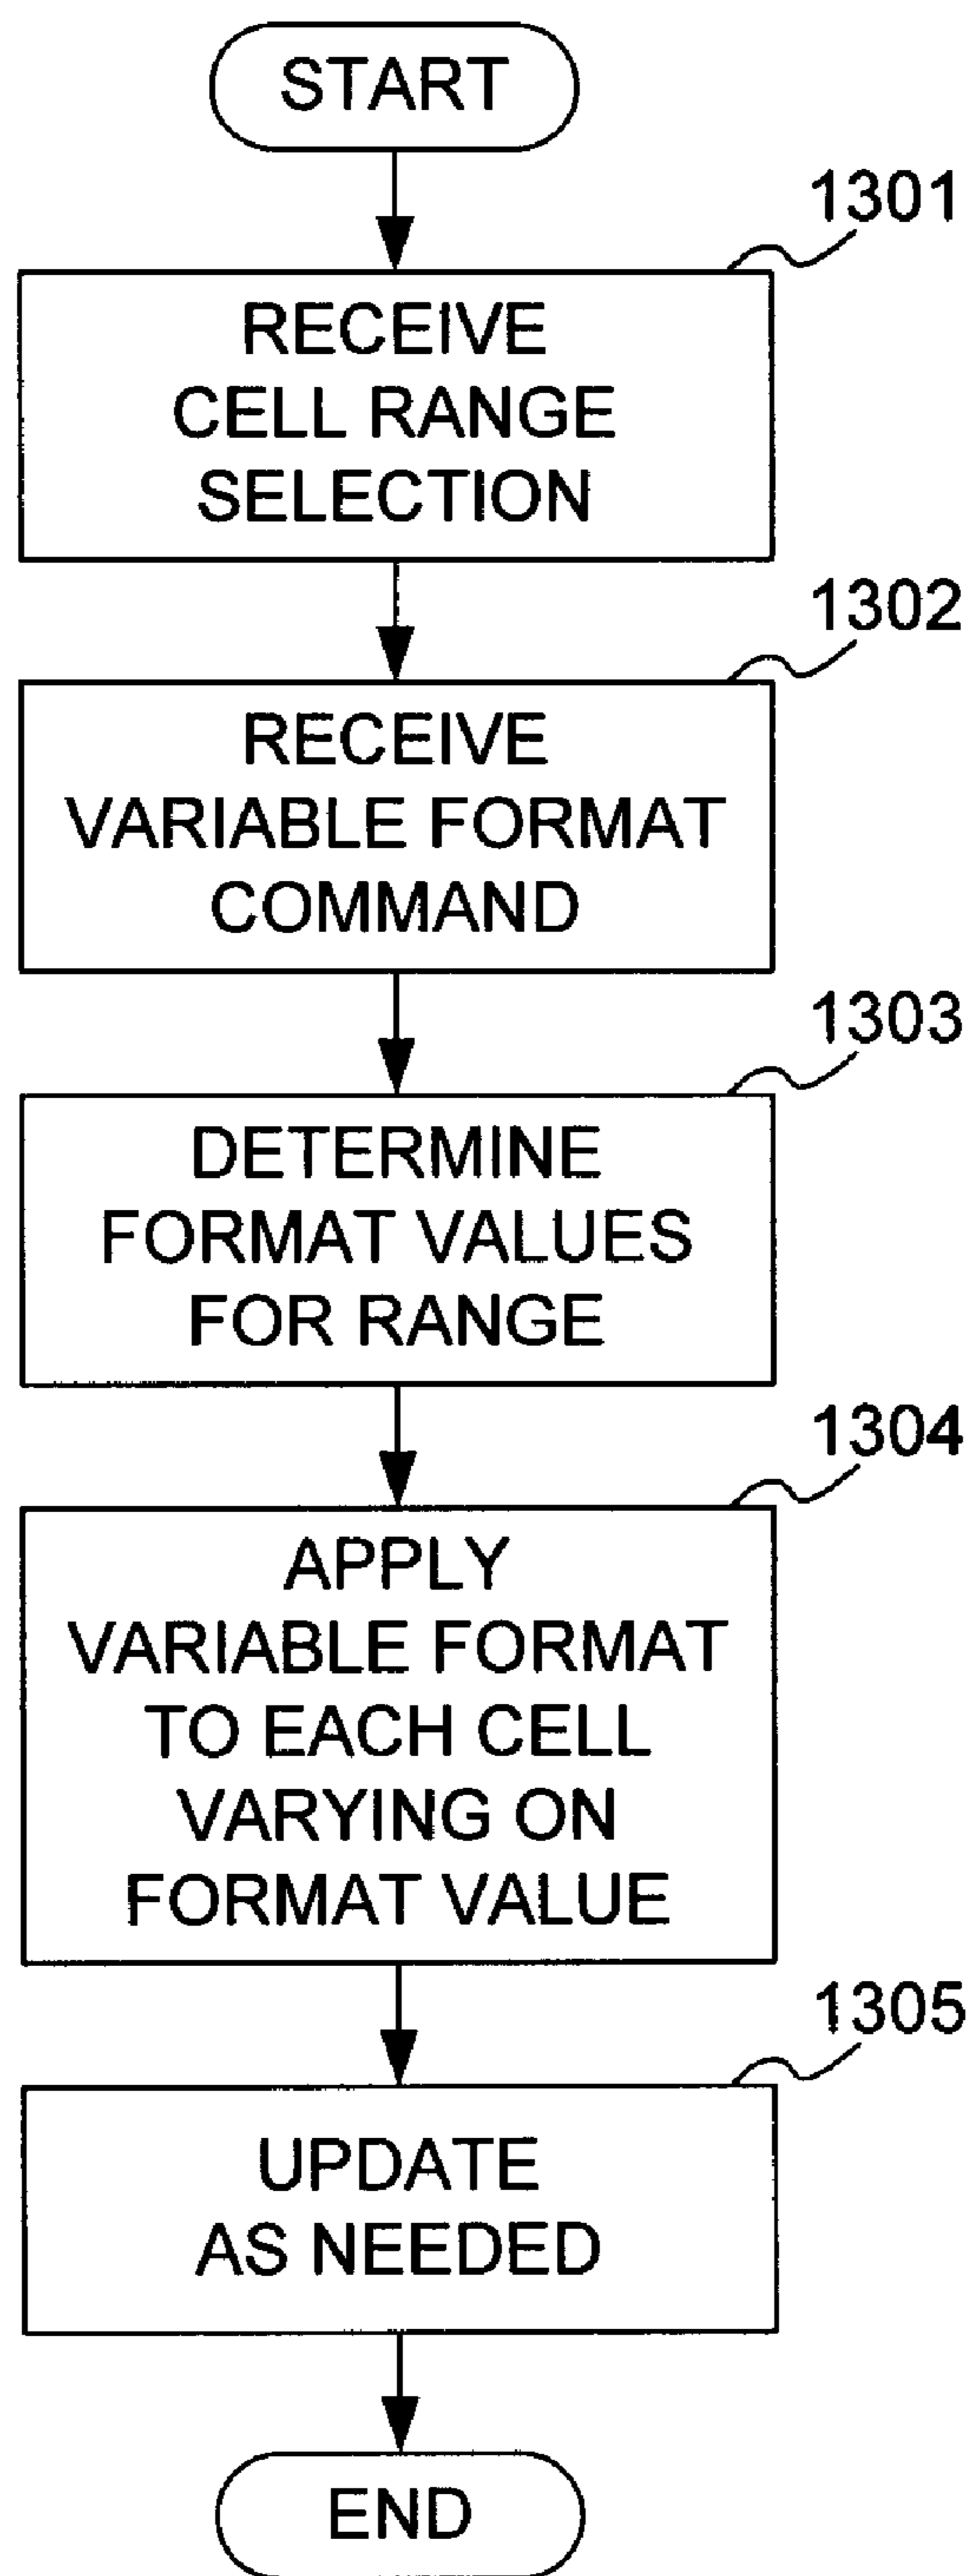 START
1301
RECEIVE
CELL RANGE
SELECTION
1302
RECEIVE
VARIABLE FORMAT
COMMAND
1303
DETERMINE
FORMAT VALUES
FOR RANGE
1304
APPLY
VARIABLE FORMAT
TO EACH CELL
VARYING ON
FORMAT VALUE
1305
UPDATE
AS NEEDED
END